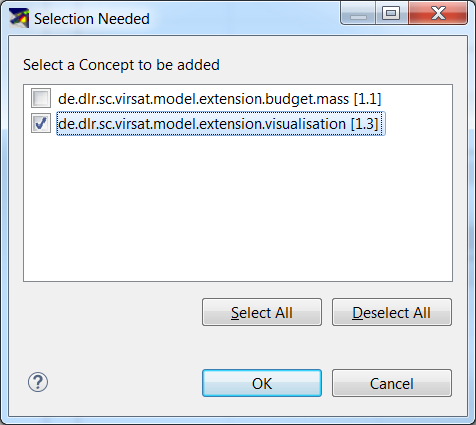 Selection Needed
Select a Concept to be added
de.dlr.sc.virsat.model.extension.budget.mass [1.1]
de.dlr.sc.virsat.model.extension.visualisation [1.3]
Select All Deselect All
? OK Cancel